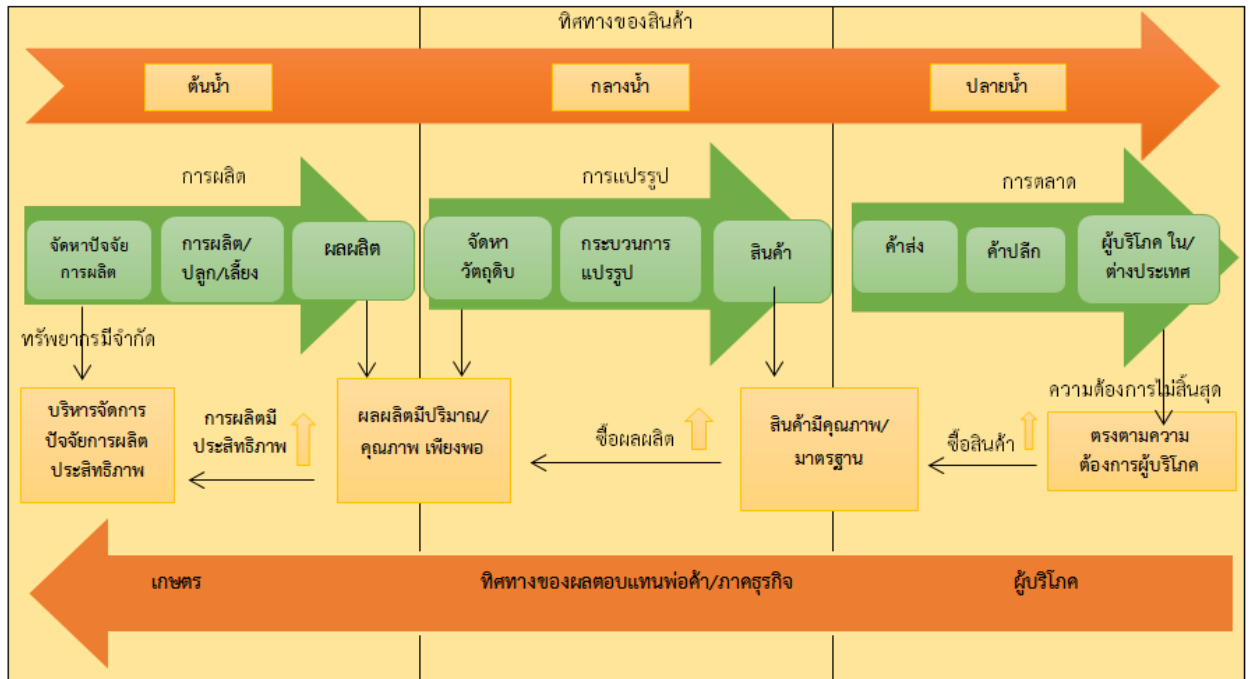 ทิศทางของสินค้า
ต้นน้ำ
กลางน้ำ
ปลายน้ำ
การผลิต
การแปรรูป
การตลาด
จัดหาปัจจัย
การผลิต
การผลิต/
ปลูก/เลี้ยง
ผลผลิต
จัดหา
วัตถุดิบ
กระบวนการ
แปรรูป
สินค้า
ค้าส่ง
ค้าปลีก
ผู้บริโภค ใน/
ต่างประเทศ
ทรัพยากรมีจำกัด
ความต้องการไม่สิ้นสุด
บริหารจัดการ
ปัจจัยการผลิต
ประสิทธิภาพ
การผลิตมี
ประสิทธิภาพ
ผลผลิตมีปริมาณ/
คุณภาพ เพียงพอ
ซื้อผลผลิต
สินค้ามีคุณภาพ/
มาตรฐาน
ซื้อสินค้า
ตรงตามความ
ต้องการผู้บริโภค
เกษตร
ทิศทางของผลตอบแทนพ่อค้า/ภาคธุรกิจ
ผู้บริโภค